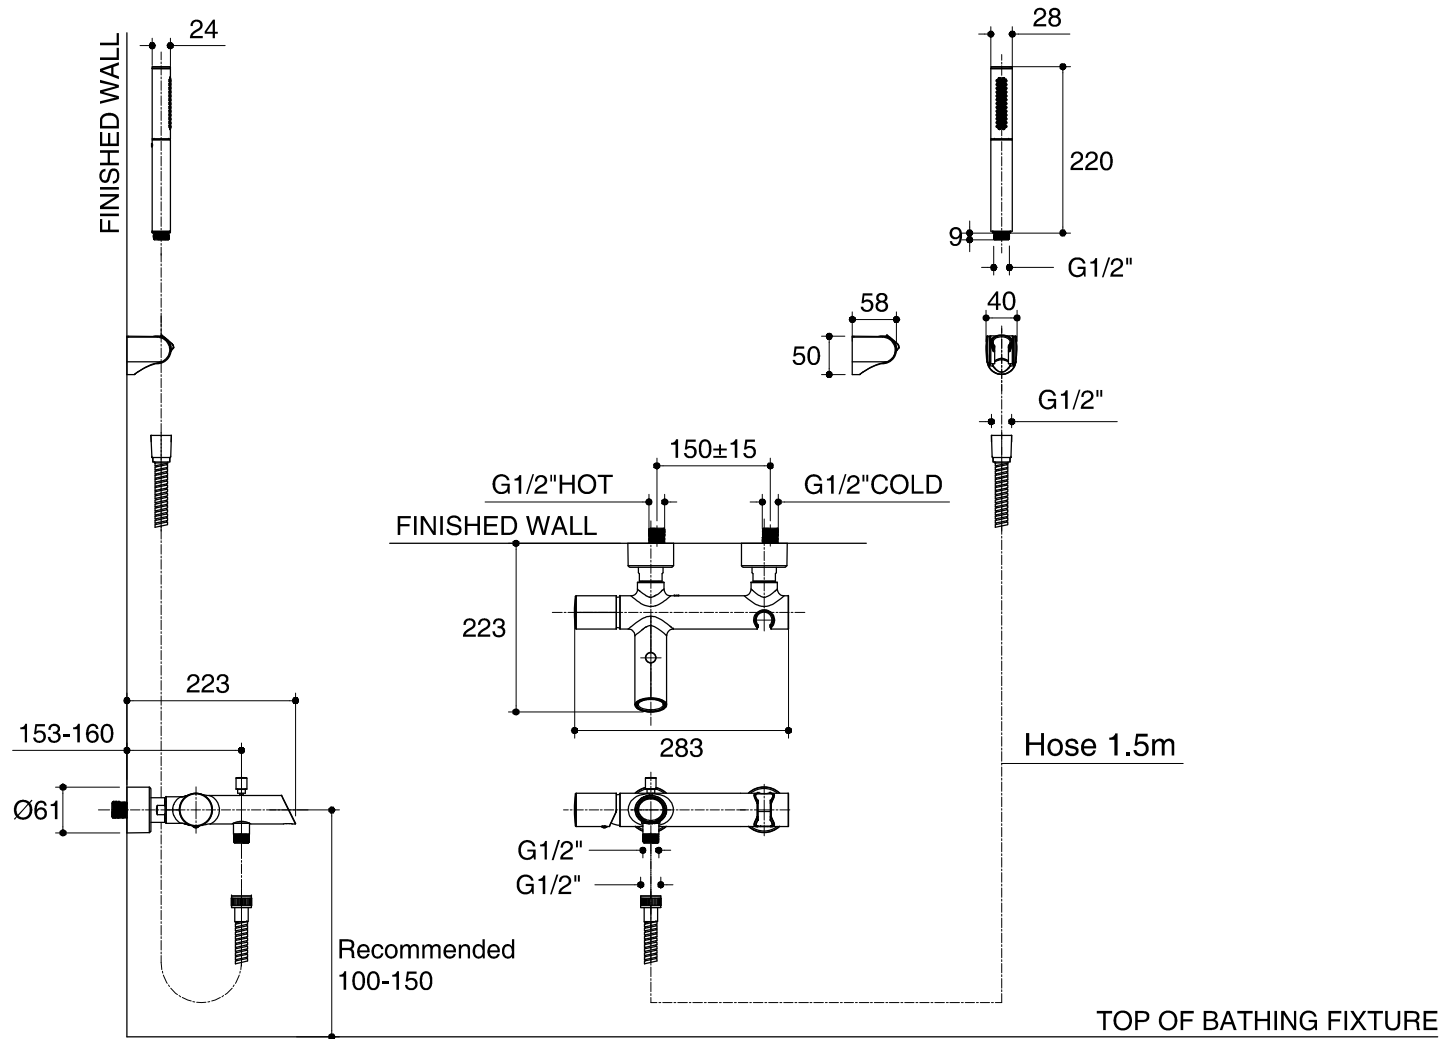 24
28
FINISHED WALL
220
9
G1/2"
58
40
50
G1/2"
150±15
G1/2"HOT
G1/2"COLD
FINISHED WALL
223
223
153-160
283
Hose 1.5m
Ø61
G1/2"
G1/2"
Recommended
100-150
TOP OF BATHING FIXTURE